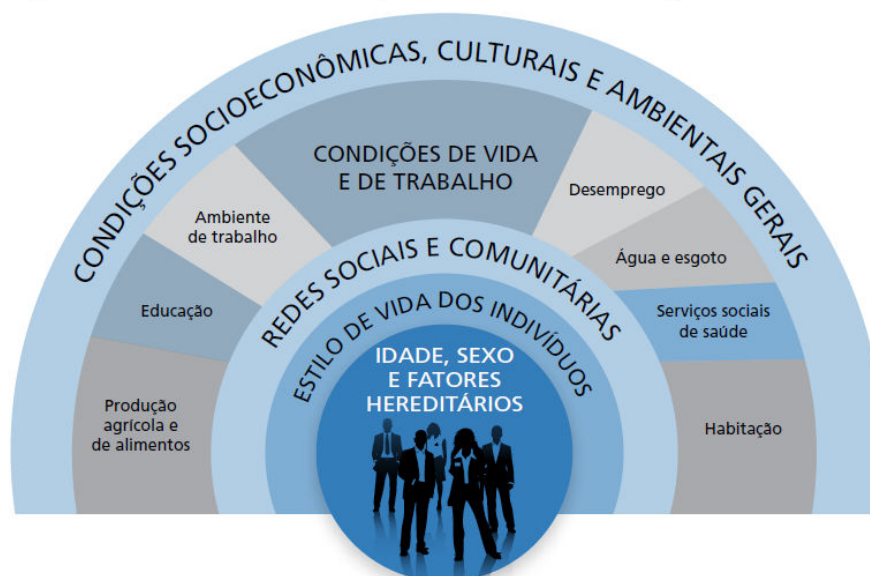 CONDIÇÕES SOCIOECONÔMICAS, CULTURAIS E AMBIENTAIS GERAIS
CONDIÇÕES DE VIDA
E DE TRABALHO
Desemprego
Ambiente
de trabalho
Água e esgoto
Educação
Serviços sociais
de saúde
Produção
agrícola e
de alimentos
Habitação
REDES SOCIAIS E COMUNITÁRIAS
ESTILO DE VIDA DOS INDIVÍDUOS
IDADE, SEXO
E FATORES
HEREDITÁRIOS